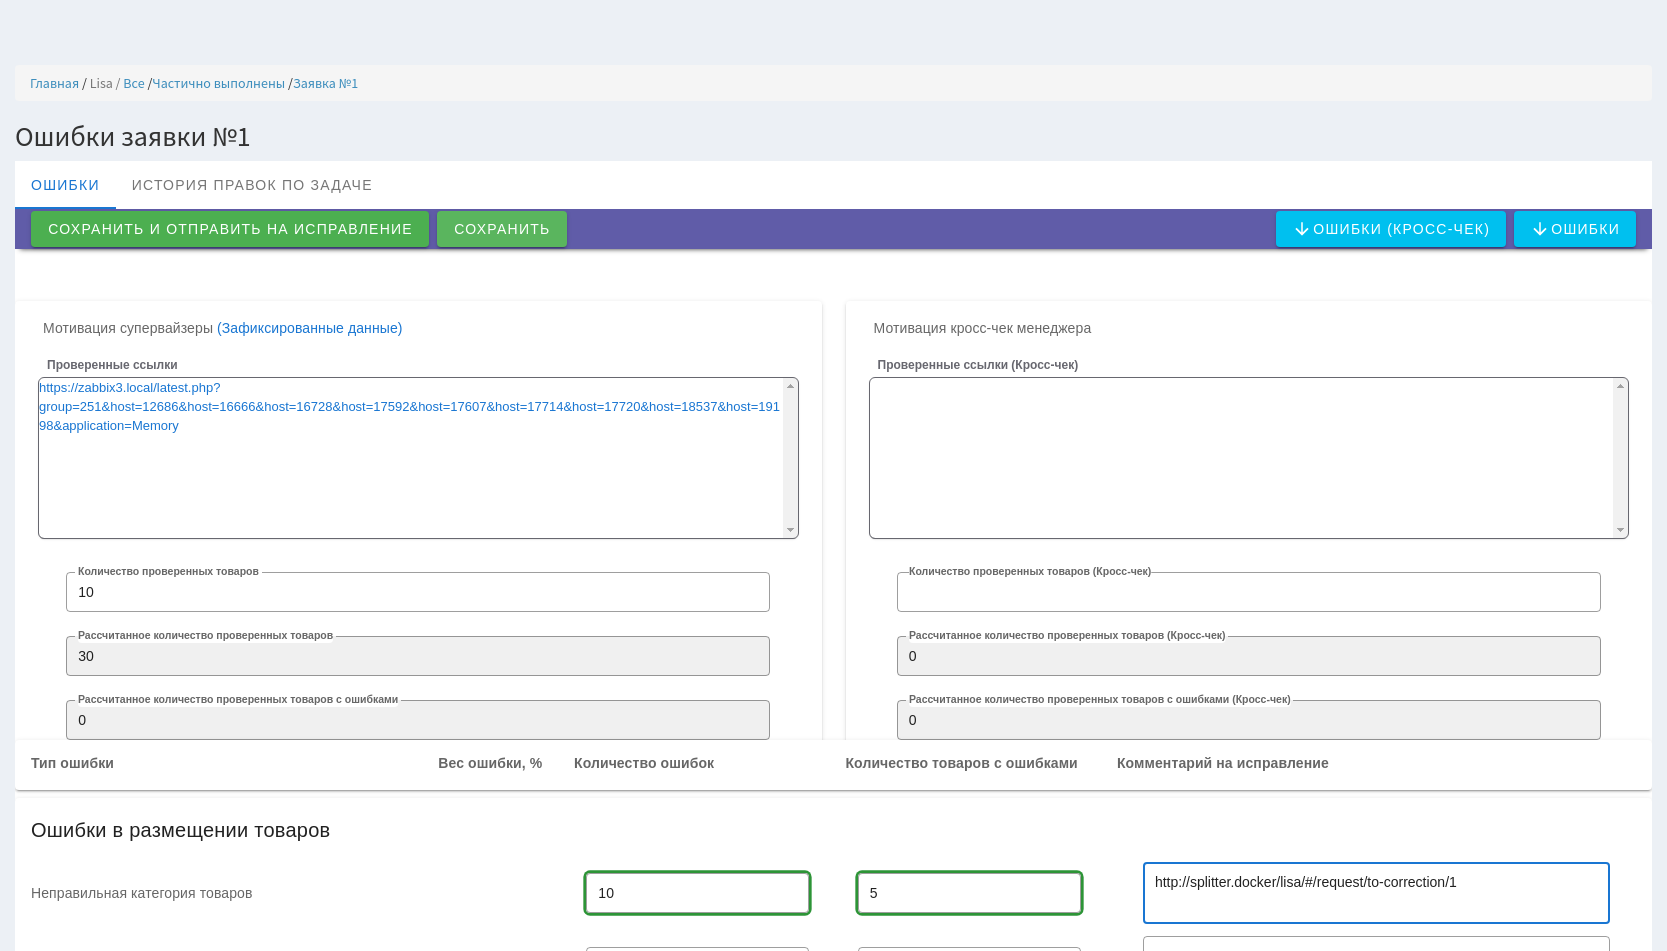 Главная / Lisa / Все /Частично выполнены /Заявка №1
Ошибки заявки №1
ОШИБКИ ИСТОРИЯ ПРАВОК ПО ЗАДАЧЕ
СОХРАНИТЬ И ОТПРАВИТЬ НА ИСПРАВЛЕНИЕ СОХРАНИТЬ ОШИБКИ (КРОСС-ЧЕК) ОШИБКИ
Мотивация супервайзеры (Зафиксированные данные)
Проверенные ссылки
https://zabbix3.local/latest.php?
group=251&host=12686&host=16666&host=16728&host=17592&host=17607&host=17714&host=17720&host=18537&host=191
98&application=Memory
Количество проверенных товаров
10
Рассчитанное количество проверенных товаров
30
Рассчитанное количество проверенных товаров с ошибками
0
Мотивация кросс-чек менеджера
Проверенные ссылки (Кросс-чек)
Количество проверенных товаров (Кросс-чек)
Рассчитанное количество проверенных товаров (Кросс-чек)
0
Рассчитанное количество проверенных товаров с ошибками (Кросс-чек)
0
Тип ошибки Вес ошибки, % Количество ошибок Количество товаров с ошибками Комментарий на исправление
Ошибки в размещении товаров
Неправильная категория товаров 10 5 http://splitter.docker/lisa/#/request/to-correction/1